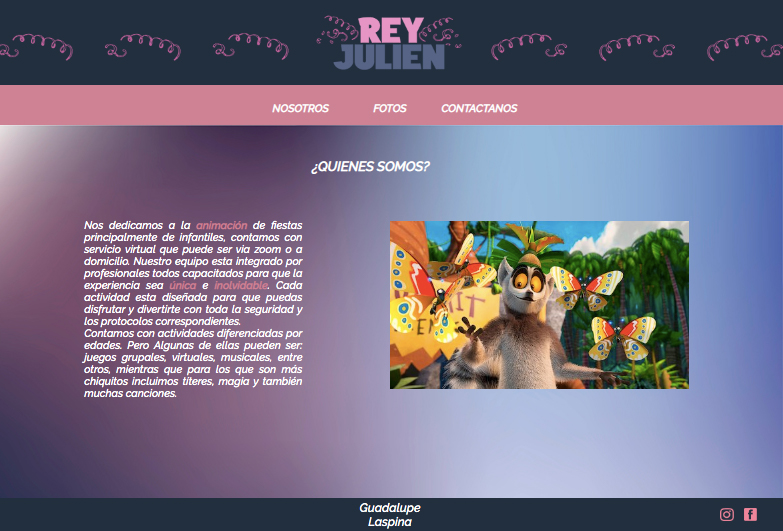 REY
JULIEN
NOSOTROS FOTOS CONTACTANOS
¿QUIENES SOMOS?
Nos dedicamos a la animación de fiestas
principalmente de infantiles, contamos con
servicio virtual que puede ser via zoom o a
domicilio. Nuestro equipo esta integrado por
profesionales todos capacitados para que la
experiencia sea única e inolvidable. Cada
actividad esta diseñada para que puedas
disfrutar y divertirte con toda la seguridad y
los protocolos correspondientes.
Contamos con actividades diferenciadas por
edades. Pero Algunas de ellas pueden ser:
juegos grupales, virtuales, musicales, entre
otros, mientras que para los que son más
chiquitos incluimos títeres, magia y también
muchas canciones.
Guadalupe
Laspina